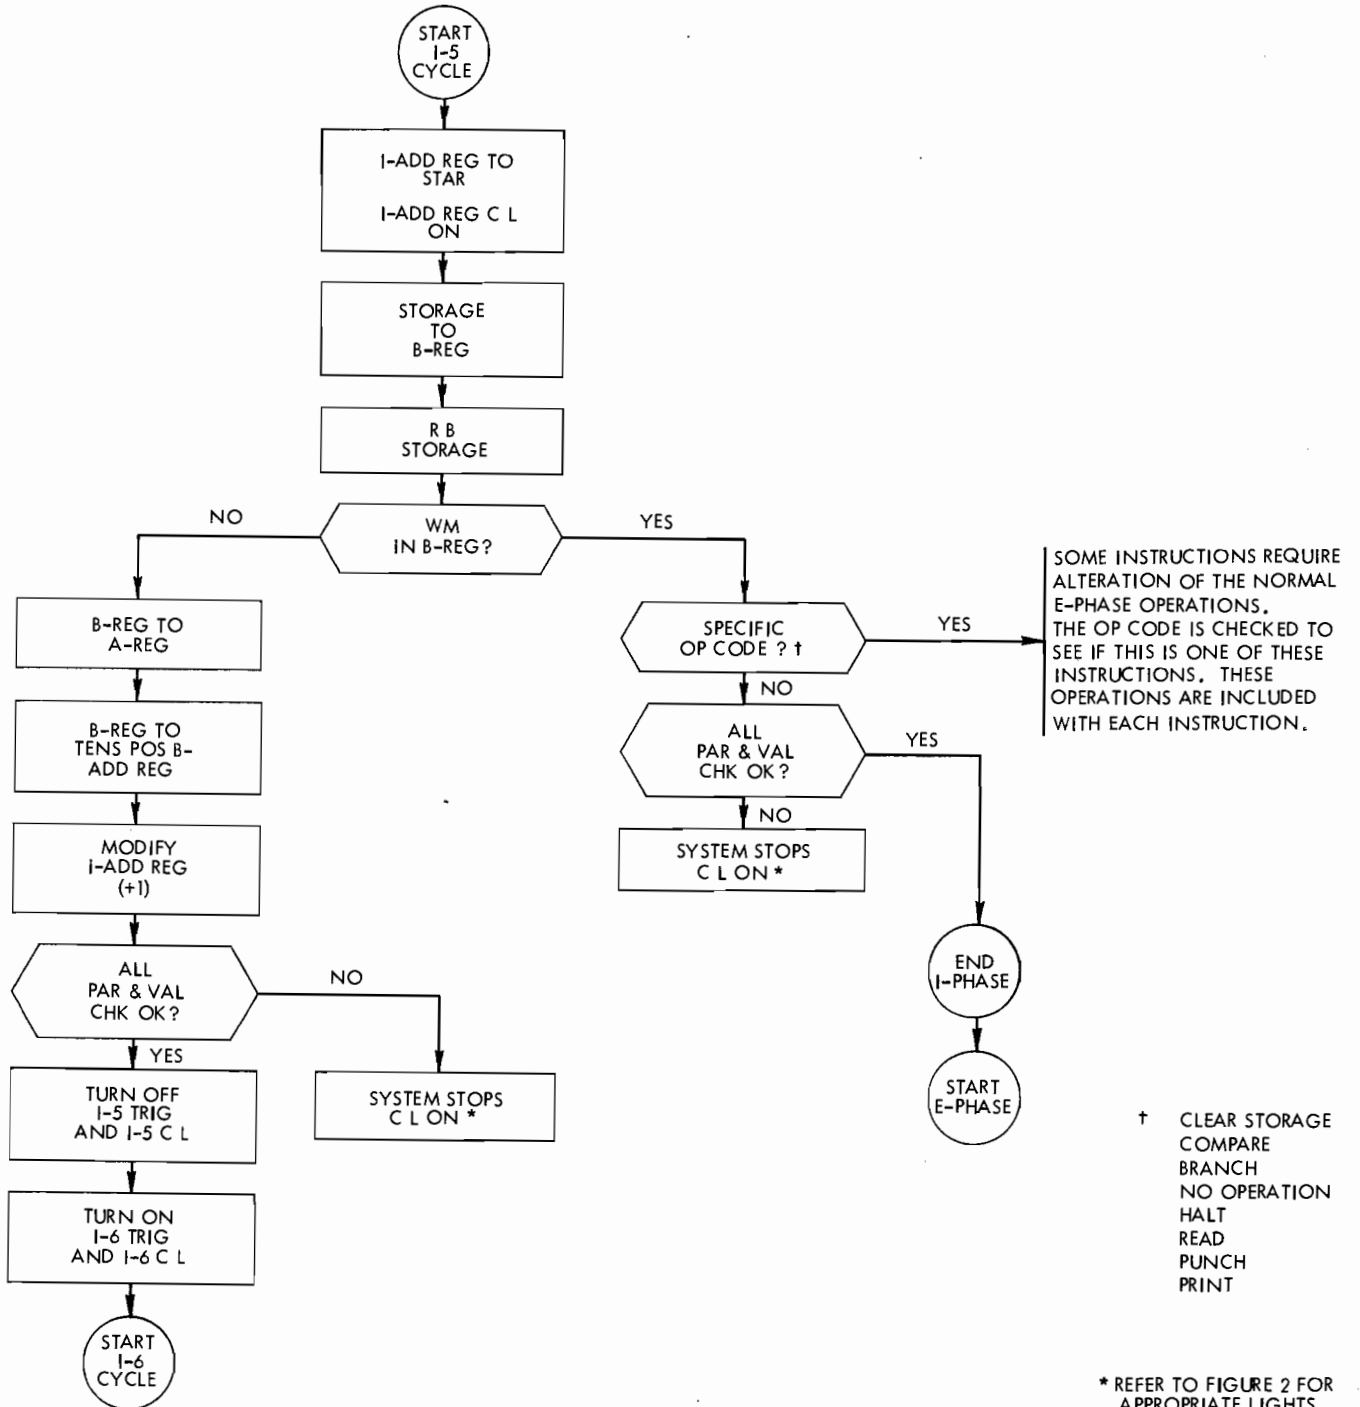 START
I-5
CYCLE
I-ADD REG TO
STAR
I-ADD REG C L
ON
STORAGE
TO
B-REG
R B
STORAGE
WM
IN B-REG?
NO
YES
B-REG TO
A-REG
B-REG TO
TENS POS B-
ADD REG
MODIFY
I-ADD REG
(+1)
ALL
PAR & VAL
CHK OK?
NO
YES
SYSTEM STOPS
C L ON *
TURN OFF
I-5 TRIG
AND I-5 C L
TURN ON
I-6 TRIG
AND I-6 C L
START
I-6
CYCLE
SPECIFIC
OP CODE ? †
YES
NO
SOME INSTRUCTIONS REQUIRE
ALTERATION OF THE NORMAL
E-PHASE OPERATIONS.
THE OP CODE IS CHECKED TO
SEE IF THIS IS ONE OF THESE
INSTRUCTIONS. THESE
OPERATIONS ARE INCLUDED
WITH EACH INSTRUCTION.
ALL
PAR & VAL
CHK OK?
YES
NO
SYSTEM STOPS
C L ON *
END
I-PHASE
START
E-PHASE
† CLEAR STORAGE
COMPARE
BRANCH
NO OPERATION
HALT
READ
PUNCH
PRINT
* REFER TO FIGURE 2 FOR
APPROPRIATE LIGHTS